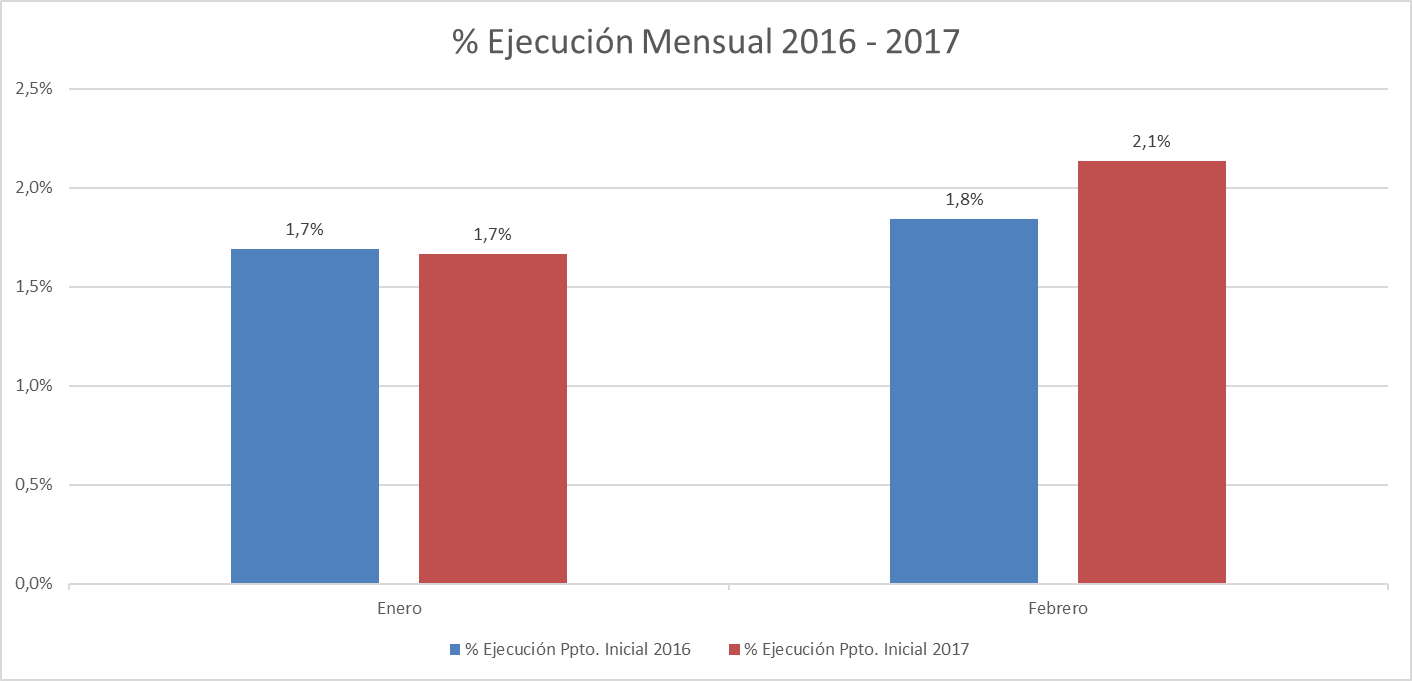 % Ejecución Mensual 2016 - 2017
2,5%
2,0%
1,5%
1,0%
0,5%
0,0%
1,7%
1,7%
1,8%
2,1%
Enero
Febrero
% Ejecución Ppto. Inicial 2016
% Ejecución Ppto. Inicial 2017